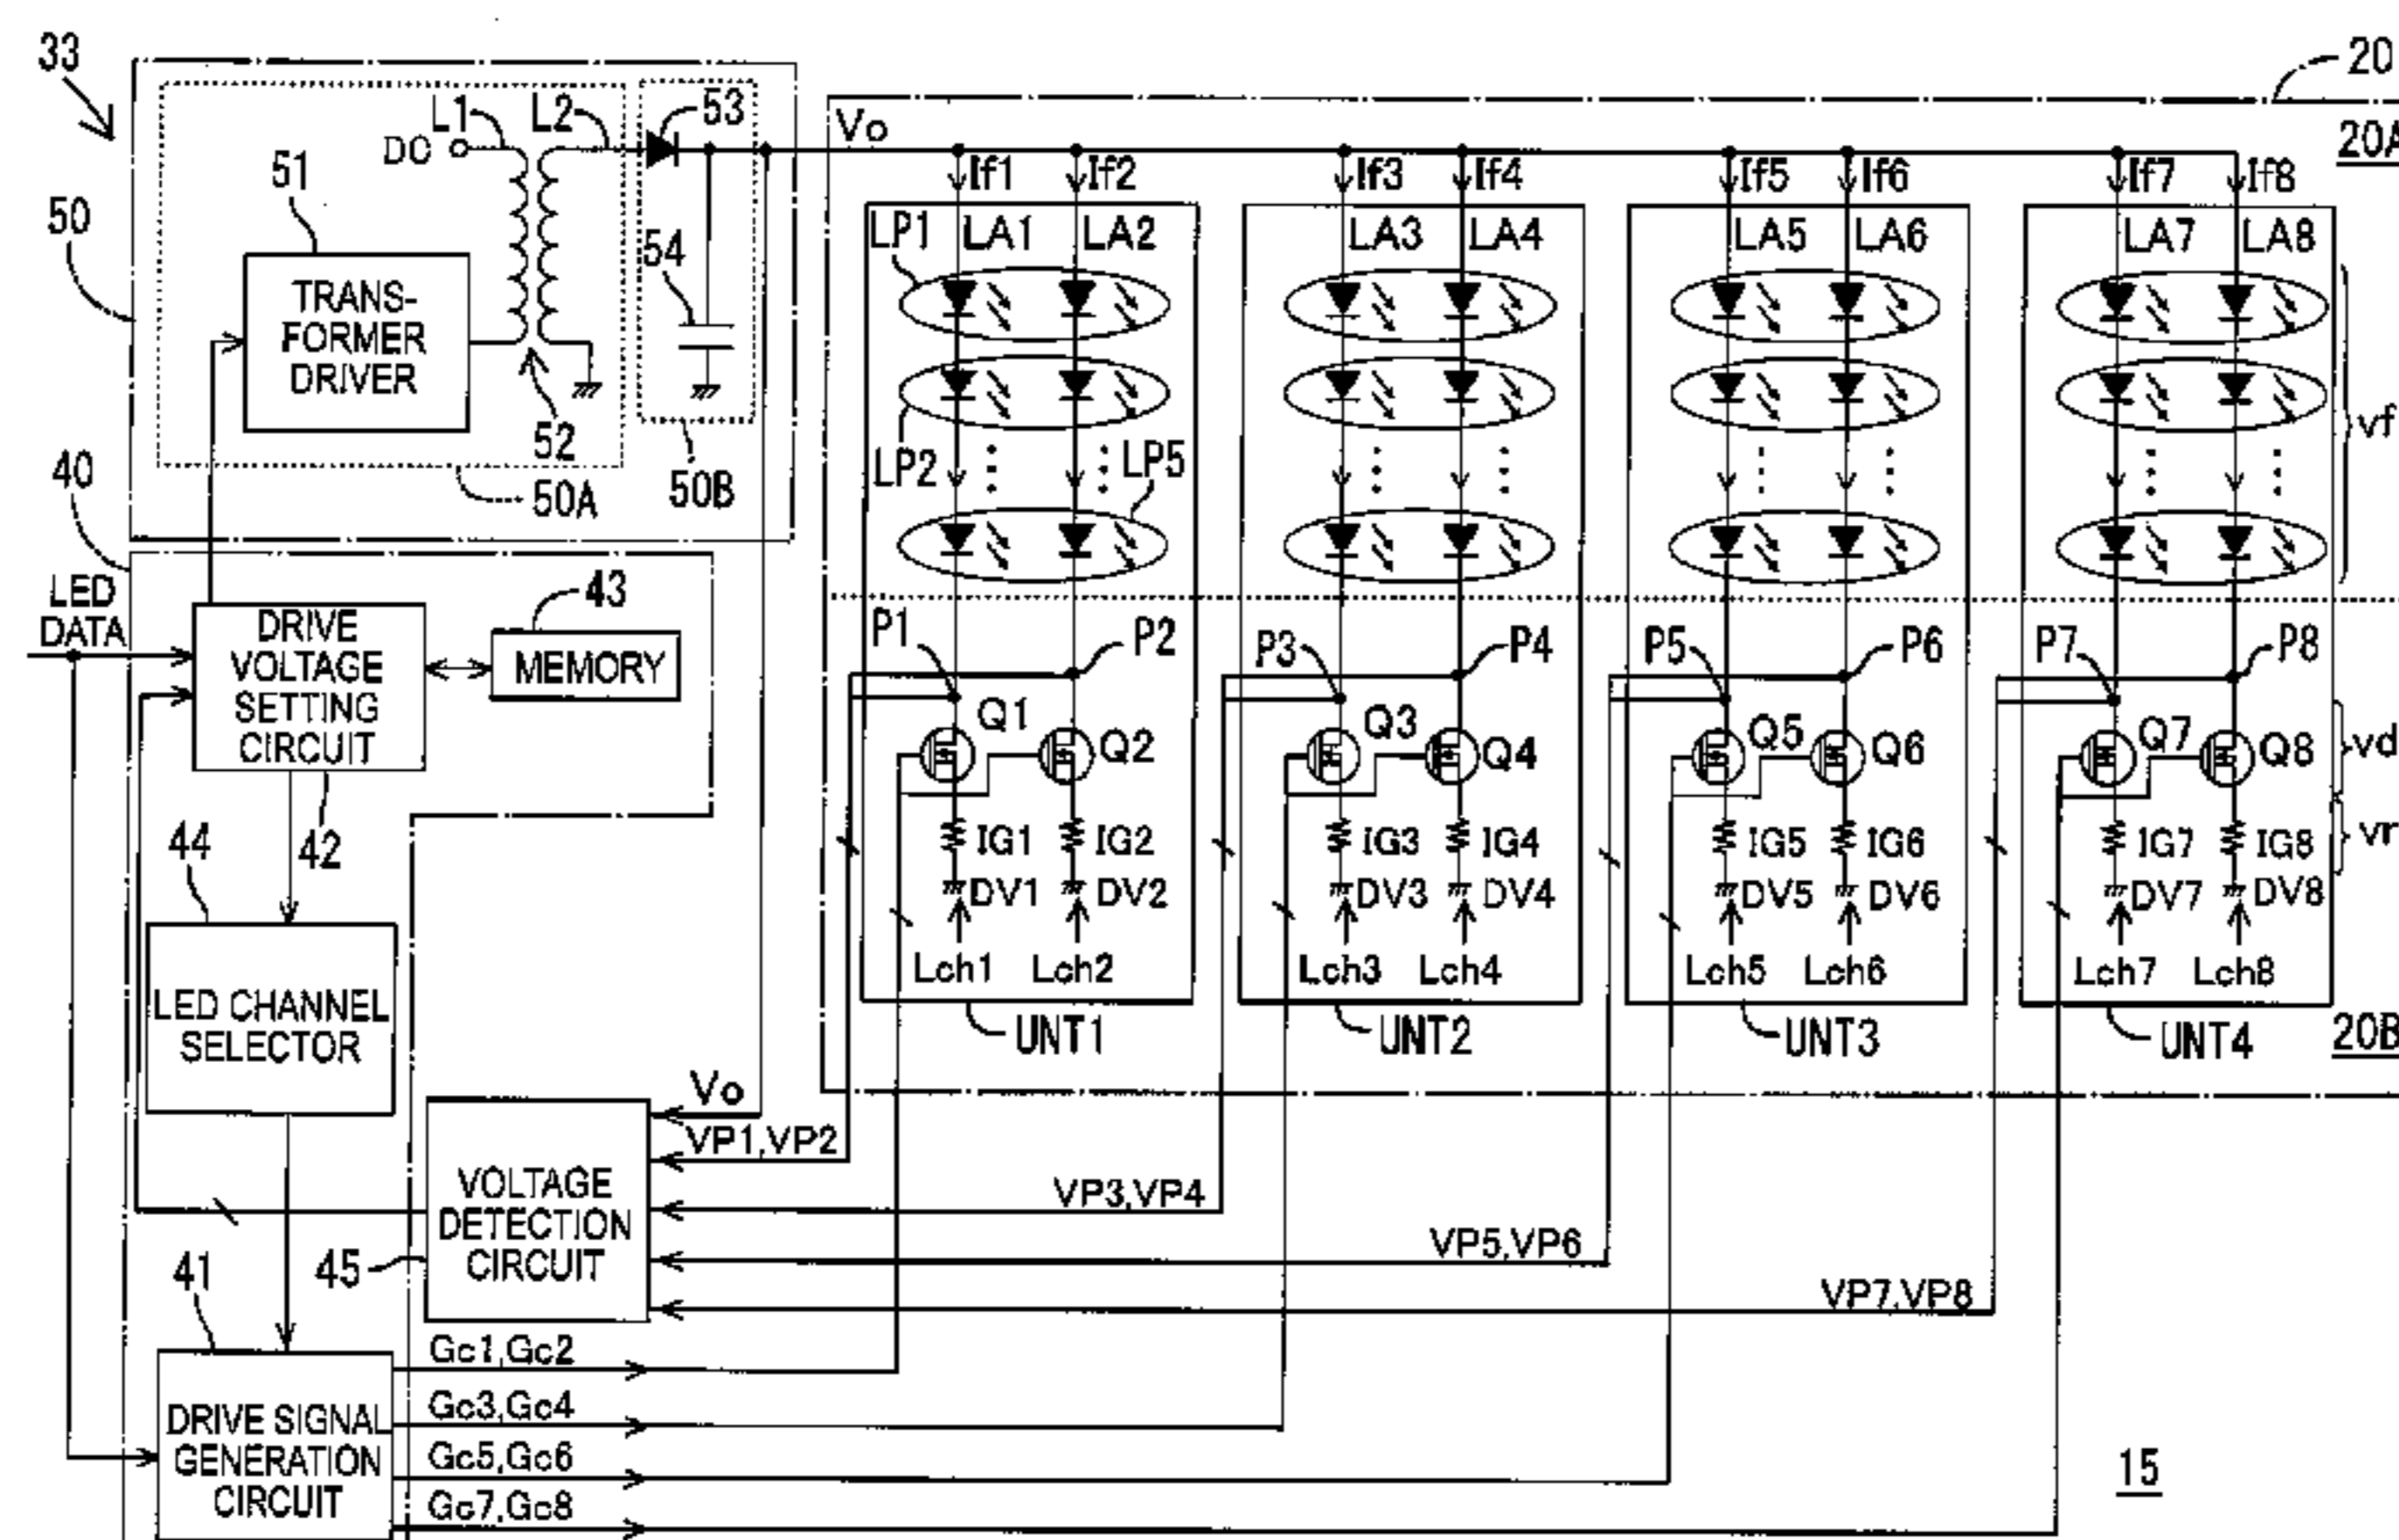 33
20
20A
L1
L2
53
DC
Vo
51
If1
If2
If3
If4
If5
If6
If7
If8
50
54
LP1
LA1
LA2
LA3
LA4
LA5
LA6
LA7
LA8
TRANS-
FORMER
DRIVER
52
vf
LP2
LP5
50A
50B
40
LED
DATA
DRIVE
VOLTAGE
SETTING
CIRCUIT
43
MEMORY
P1
P2
P3
P4
P5
P6
P7
P8
Q1
Q2
Q3
Q4
Q5
Q6
Q7
Q8
vd
44
42
IG1
IG2
IG3
IG4
IG5
IG6
IG7
IG8
vr
DV1
DV2
DV3
DV4
DV5
DV6
DV7
DV8
Lch1
Lch2
Lch3
Lch4
Lch5
Lch6
Lch7
Lch8
LED CHANNEL
SELECTOR
UNT1
UNT2
UNT3
UNT4
20B
Vo
VP1,VP2
VOLTAGE
DETECTION
CIRCUIT
VP3,VP4
VP5,VP6
VP7,VP8
45
41
Gc1,Gc2
DRIVE SIGNAL
GENERATION
CIRCUIT
Gc3,Gc4
Gc5,Gc6
Gc7,Gc8
15